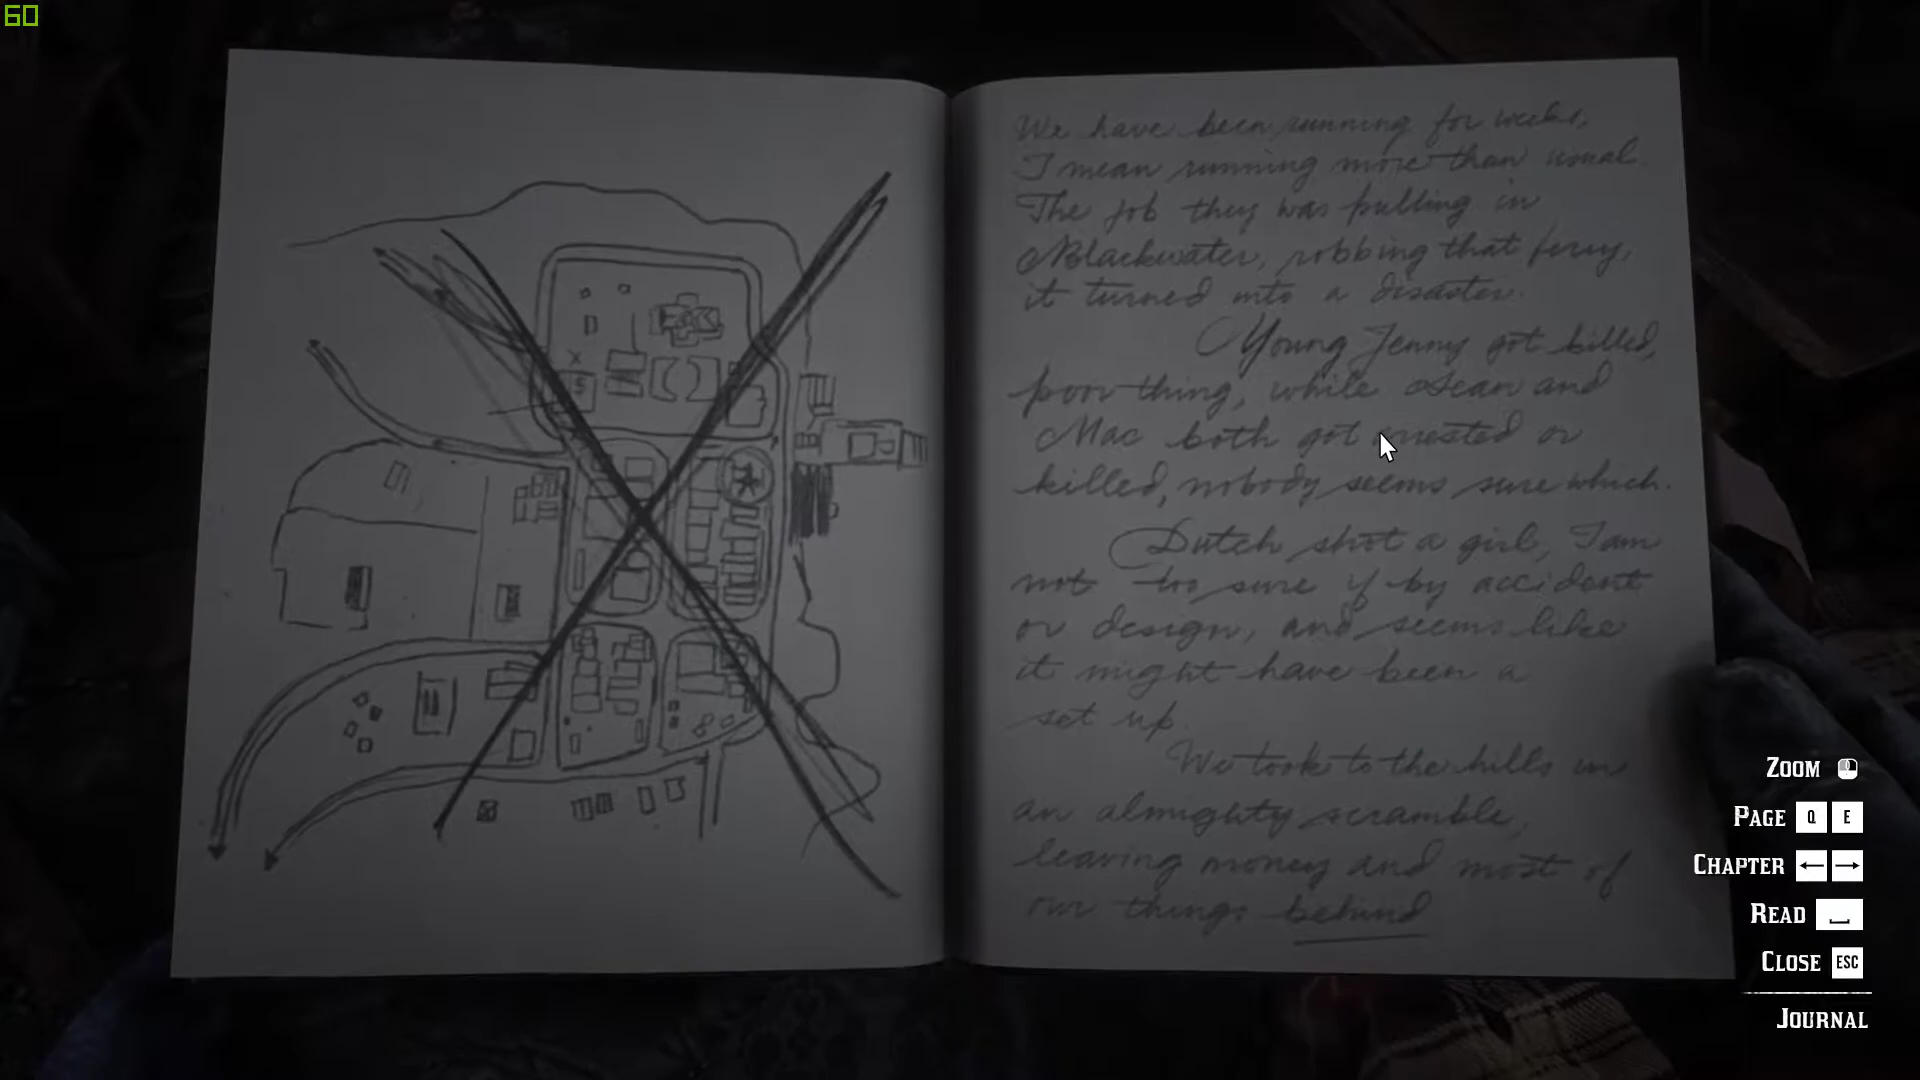 60
We have been running for weeks,
I mean running more than usual.
The job they was pulling in
Blackwater, robbing that ferry,
it turned into a disaster.
Young Jenny got killed,
poor thing, while Sean and
Mac both got arrested or
killed, nobody seems sure which.
Dutch shot a girl, I am
not too sure if by accident
or design, and seems like
it might have been a
set up.
We took to the hills in
an almighty scramble,
leaving money and most of
our things behind
ZOOM
PAGE Q E
CHAPTER ← →
READ
CLOSE ESC
JOURNAL